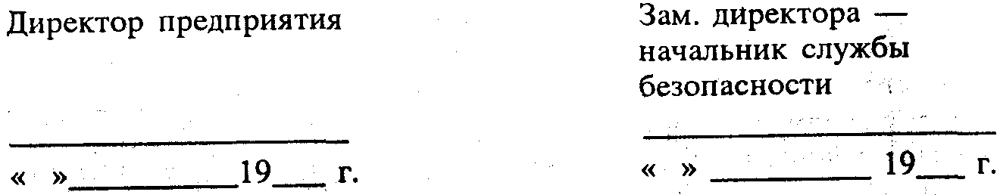 Директор предприятия
« »__________19___ г.
Зам. директора —
начальник службы
безопасности
« » __________ 19___ г.